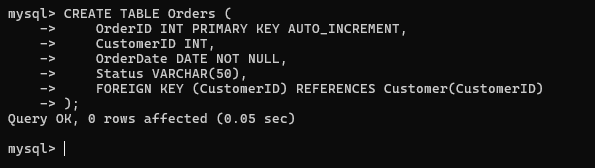 mysql> CREATE TABLE Orders (
    ->     OrderID INT PRIMARY KEY AUTO_INCREMENT,
    ->     CustomerID INT,
    ->     OrderDate DATE NOT NULL,
    ->     Status VARCHAR(50),
    ->     FOREIGN KEY (CustomerID) REFERENCES Customer(CustomerID)
    -> );
Query OK, 0 rows affected (0.05 sec)

mysql>